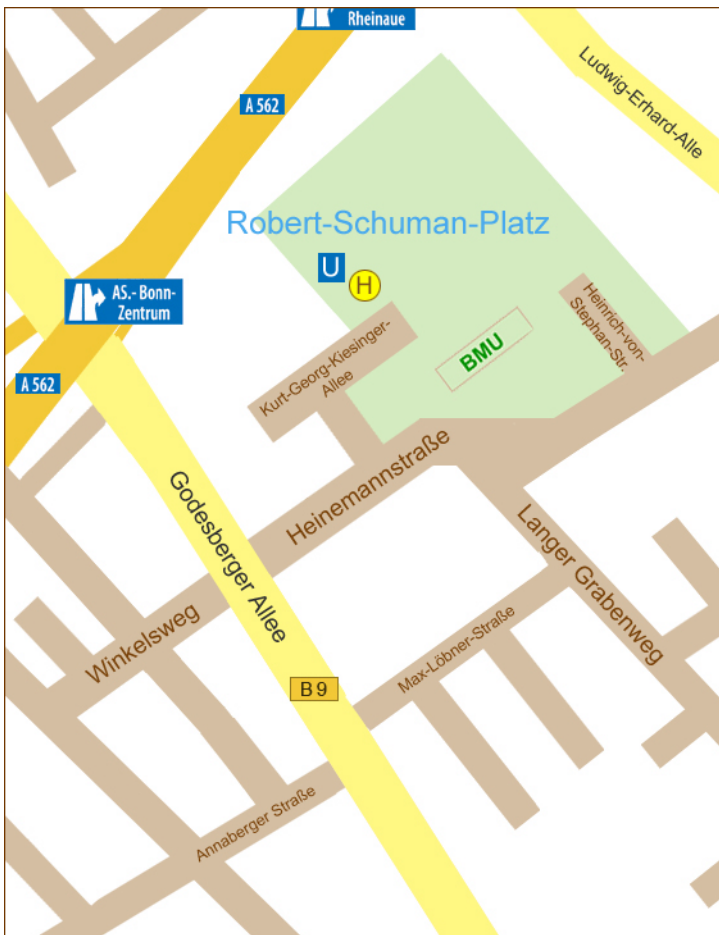 Rheinaue
A 562
Ludwig-Erhard-Alle
Robert-Schuman-Platz
U
H
AS.-Bonn-
Zentrum
Heinrich-von-
Stephan-Str.
BMU
Kurt-Georg-Kiesinger-
Allee
A 562
Heinemannstraße
Godesberger Allee
Langer Grabenweg
Winkelsweg
Max-Löbner-Straße
B 9
Annaberger Straße